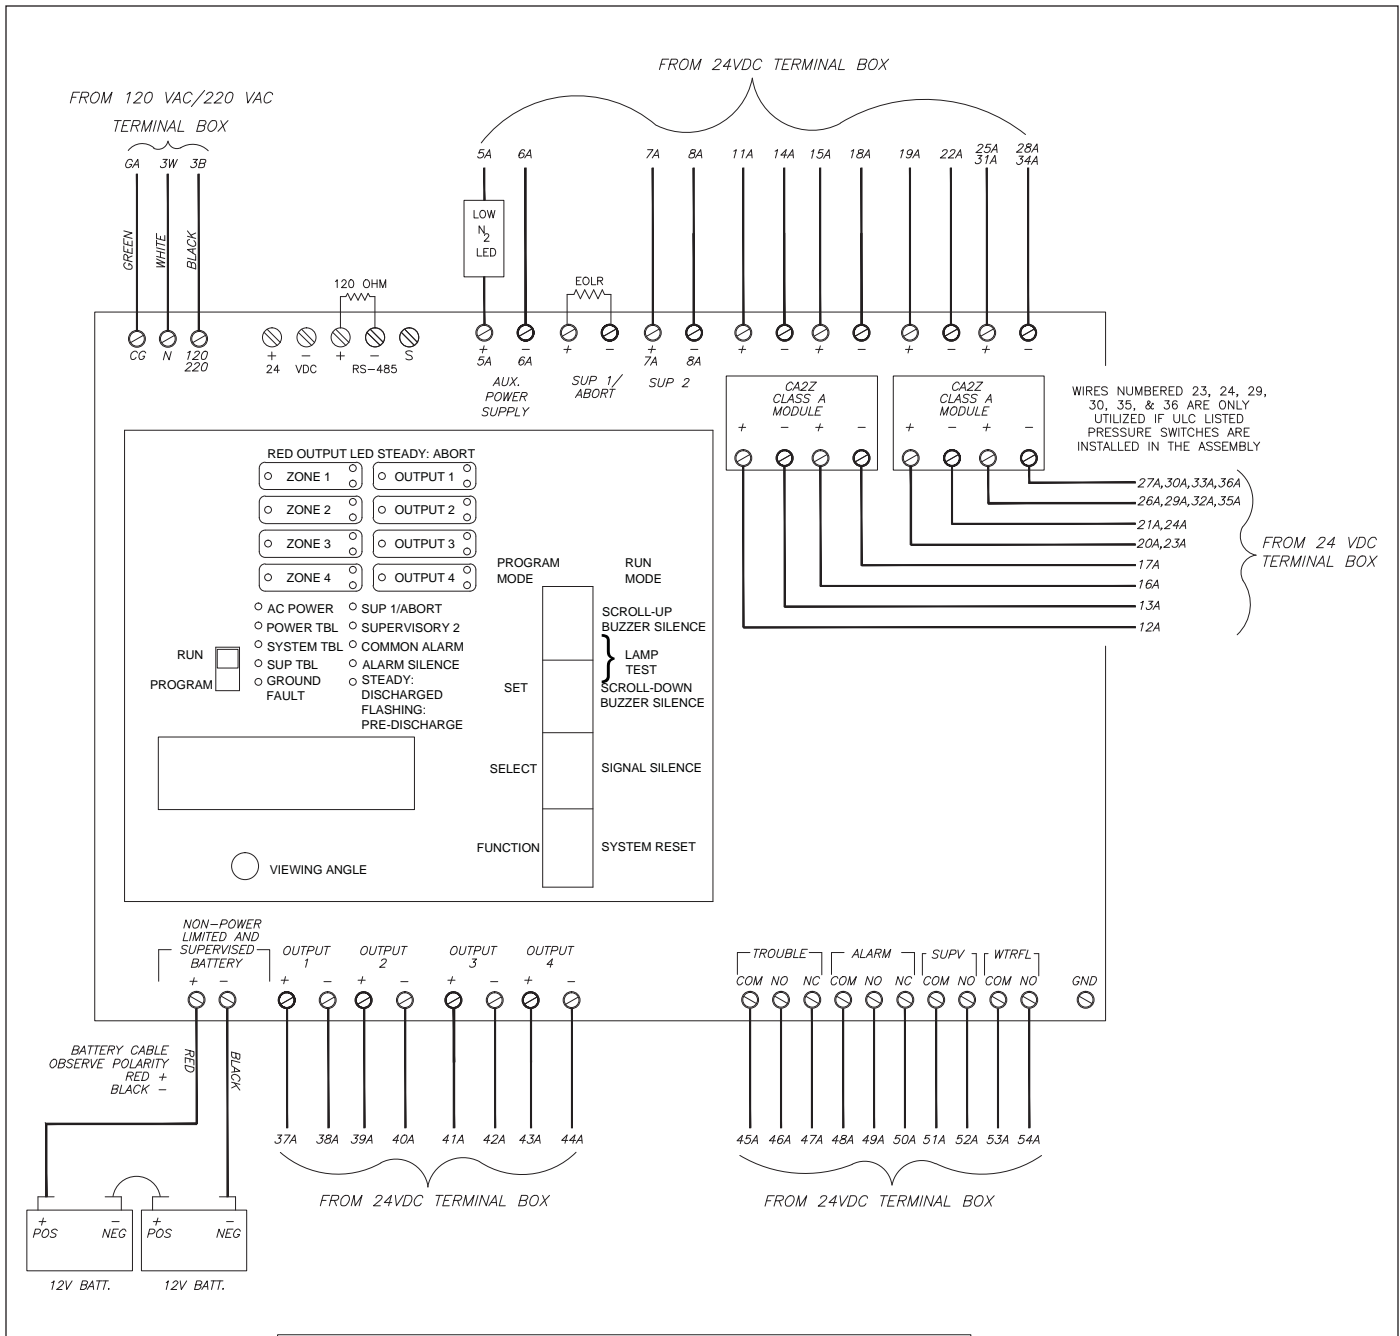 FROM 24VDC TERMINAL BOX
FROM 120 VAC/220 VAC
TERMINAL BOX
GA 3W 3B
5A 6A 7A 8A 11A 14A 15A 18A 19A 22A 25A 28A
31A 34A
GREEN
WHITE
BLACK
LOW
N2
LED
120 OHM
EOLR
CG N 120
220
+ − + − S
24 VDC RS-485
+ − + − + − + − + − + − + −
5A 6A 7A 8A
AUX.
POWER
SUPPLY
SUP 1/
ABORT
SUP 2
CA2Z
CLASS A
MODULE
+ − + −
CA2Z
CLASS A
MODULE
+ − + −
WIRES NUMBERED 23, 24, 29,
30, 35, & 36 ARE ONLY
UTILIZED IF ULC LISTED
PRESSURE SWITCHES ARE
INSTALLED IN THE ASSEMBLY
27A,30A,33A,36A
26A,29A,32A,35A
21A,24A
20A,23A
17A
16A
13A
12A
FROM 24 VDC
TERMINAL BOX
RED OUTPUT LED STEADY: ABORT
ZONE 1 OUTPUT 1
ZONE 2 OUTPUT 2
ZONE 3 OUTPUT 3
ZONE 4 OUTPUT 4
AC POWER SUP 1/ABORT
POWER TBL SUPERVISORY 2
SYSTEM TBL COMMON ALARM
SUP TBL ALARM SILENCE
GROUND
FAULT
STEADY:
DISCHARGED
FLASHING:
PRE-DISCHARGE
RUN
PROGRAM
PROGRAM
MODE
RUN
MODE
SCROLL-UP
BUZZER SILENCE
LAMP
TEST
SET
SCROLL-DOWN
BUZZER SILENCE
SELECT
SIGNAL SILENCE
FUNCTION
SYSTEM RESET
VIEWING ANGLE
NON-POWER
LIMITED AND
SUPERVISED
BATTERY
+ −
OUTPUT
1
+ −
OUTPUT
2
+ −
OUTPUT
3
+ −
OUTPUT
4
+ −
TROUBLE ALARM SUPV WTRFL
COM NO NC COM NO NC COM NO COM NO GND
BATTERY CABLE
OBSERVE POLARITY
RED +
BLACK −
RED
BLACK
37A 38A 39A 40A 41A 42A 43A 44A
45A 46A 47A 48A 49A 50A 51A 52A 53A 54A
FROM 24VDC TERMINAL BOX
FROM 24VDC TERMINAL BOX
+ − + −
POS NEG POS NEG
12V BATT. 12V BATT.